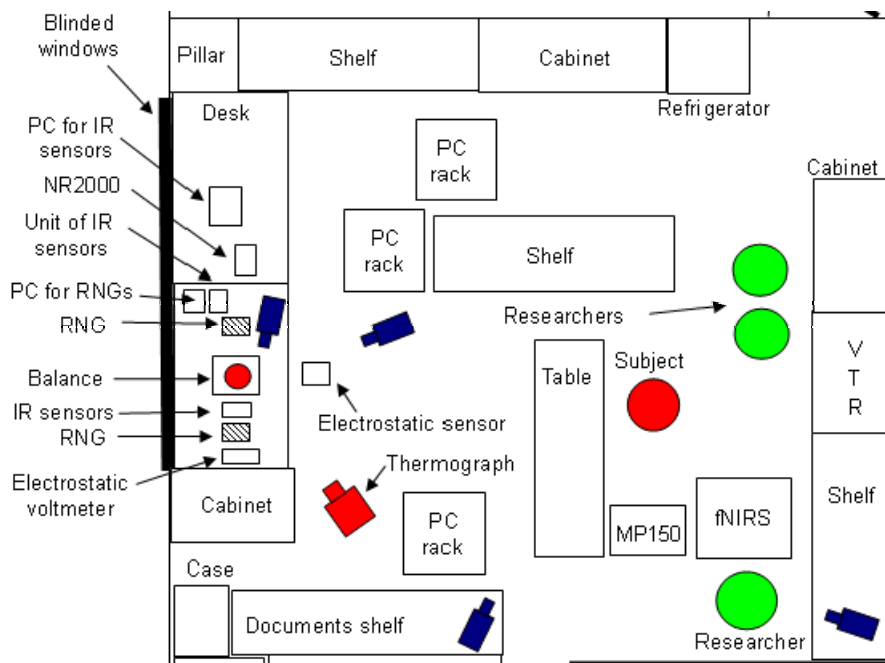 Blinded
windows
Pillar
Shelf
Cabinet
Refrigerator
Desk
PC for IR
sensors
NR2000
Unit of IR
sensors
PC for RNGs
RNG
Balance
IR sensors
RNG
Electrostatic
voltmeter
PC
rack
PC
rack
Shelf
Cabinet
Researchers
V
T
R
Subject
Table
Electrostatic sensor
Thermograph
Cabinet
PC
rack
MP150
fNIRS
Shelf
Case
Documents shelf
Researcher